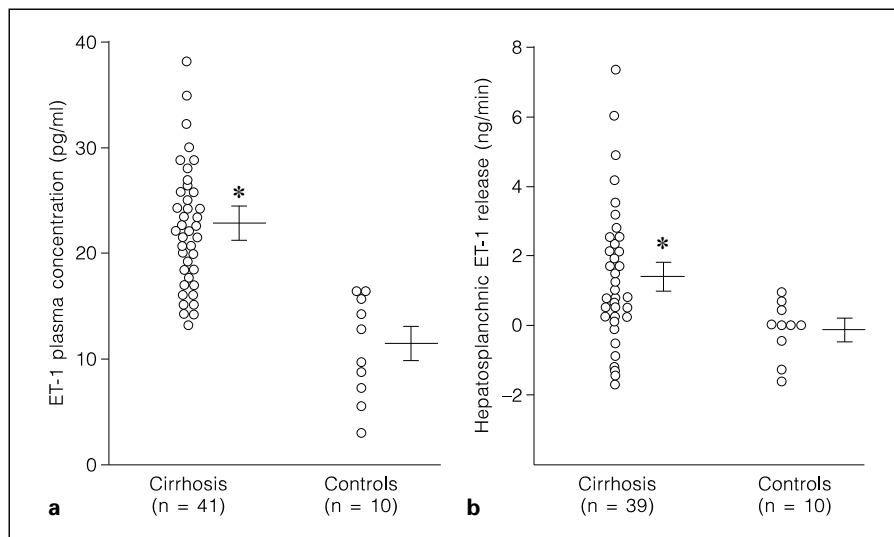 ET-1 plasma concentration (pg/ml)
40
30
20
10
0
*
Cirrhosis
(n = 41)
Controls
(n = 10)
a
Hepatosplanchnic ET-1 release (ng/min)
8
6
4
2
0
–2
*
Cirrhosis
(n = 39)
Controls
(n = 10)
b